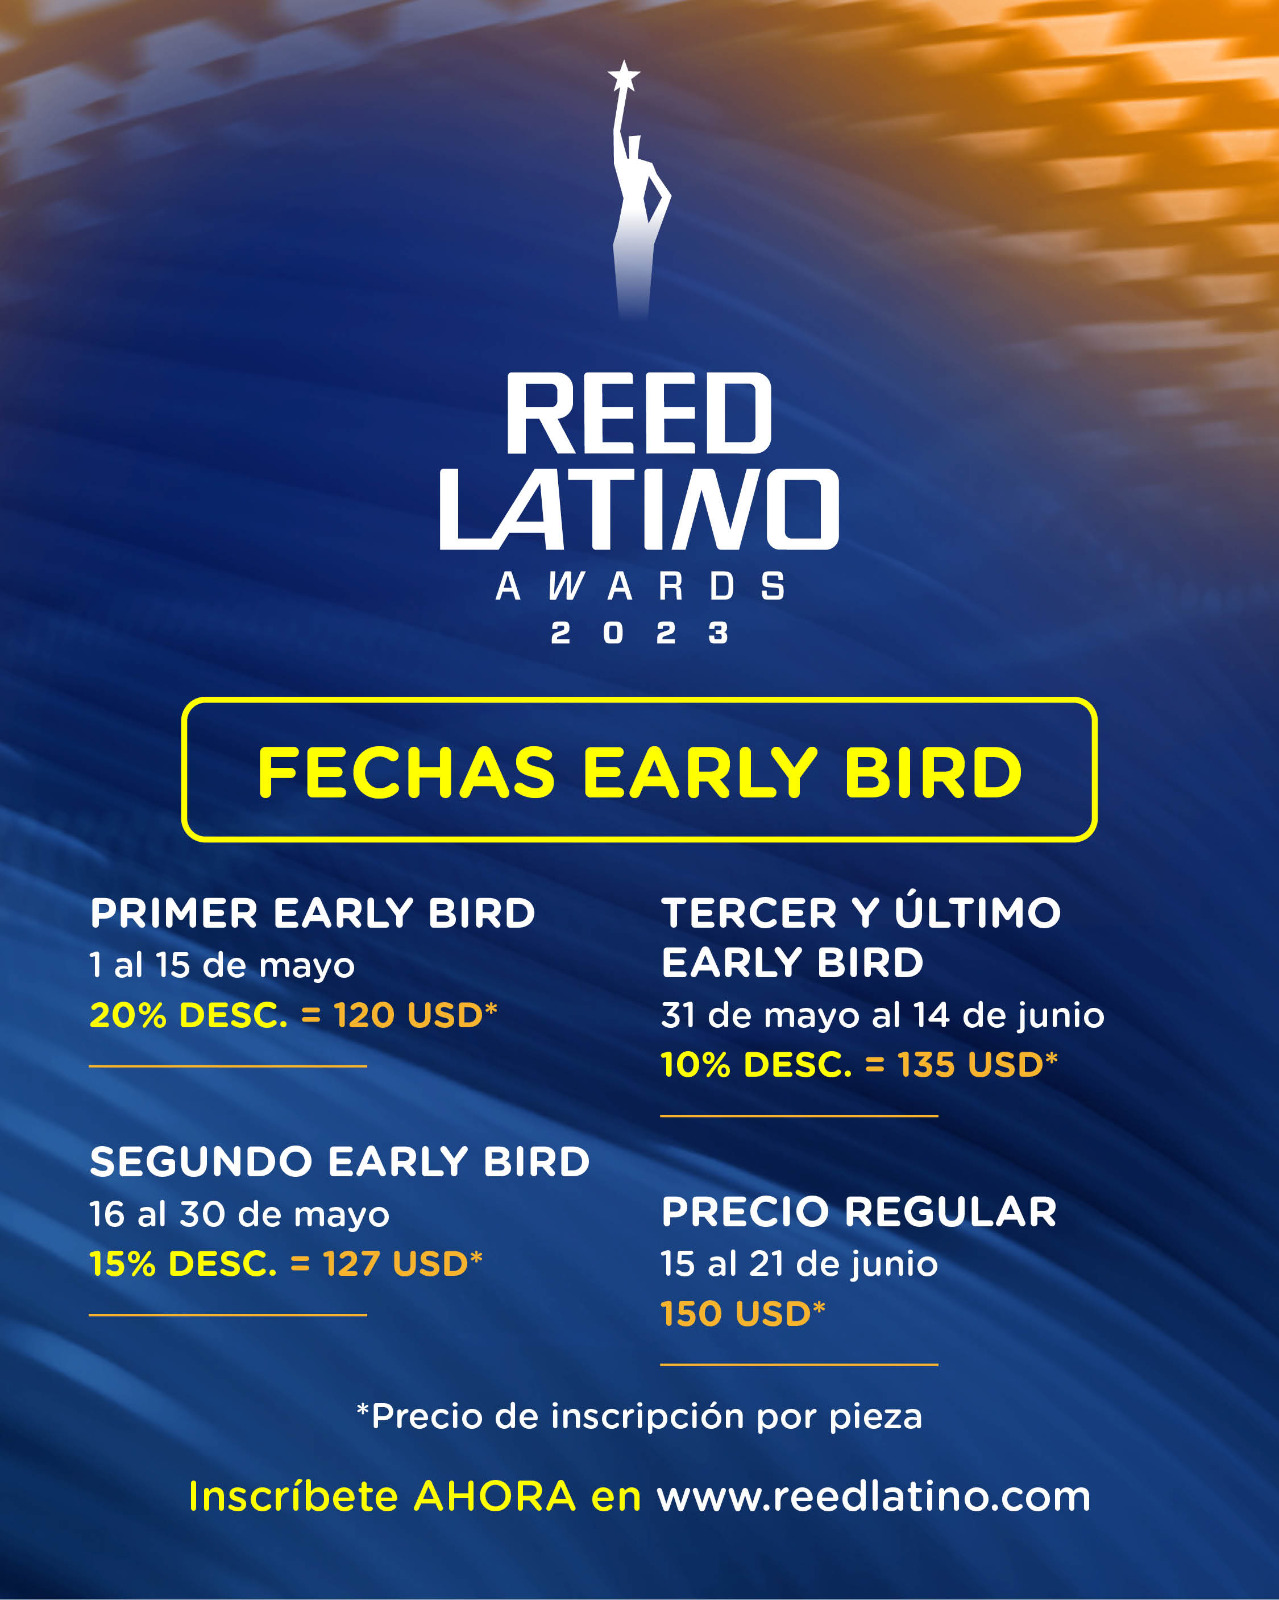 REED
LATINO
AWARDS
2023
FECHAS EARLY BIRD
PRIMER EARLY BIRD
1 al 15 de mayo
20% DESC. = 120 USD*
SEGUNDO EARLY BIRD
16 al 30 de mayo
15% DESC. = 127 USD*
TERCER Y ÚLTIMO
EARLY BIRD
31 de mayo al 14 de junio
10% DESC. = 135 USD*
PRECIO REGULAR
15 al 21 de junio
150 USD*
*Precio de inscripción por pieza
Inscríbete AHORA en www.reedlatino.com